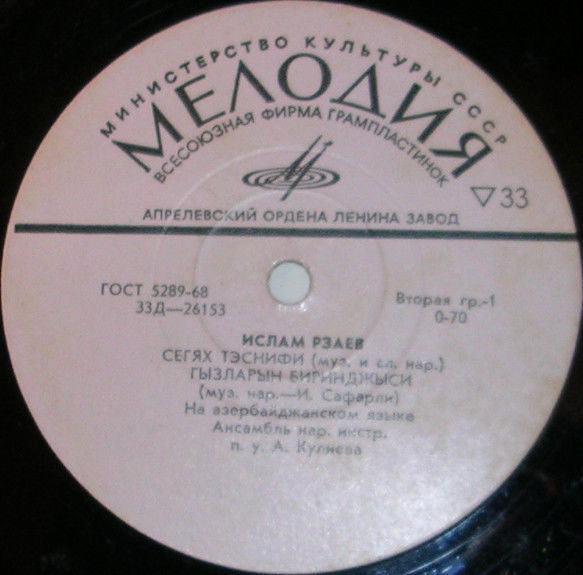 МИНИСТЕРСТВО КУЛЬТУРЫ СССР
МЕЛОДИЯ
ВСЕСОЮЗНАЯ ФИРМА ГРАМПЛАСТИНОК
33
АПРЕЛЕВСКИЙ ОРДЕНА ЛЕНИНА ЗАВОД
ГОСТ 5289-68
33Д—26153
Вторая гр.-1
0-70
ИСЛАМ РЗАЕВ
СЕГЯХ ТЭСНИФИ (муз. и сл. нар.)
ГЫЗЛАРЫН БИРИНДЖЫСИ
(муз. нар.—И. Сафарли)
На азербайджанском языке
Ансамбль нар. инстр.
п. у. А. Кулиева